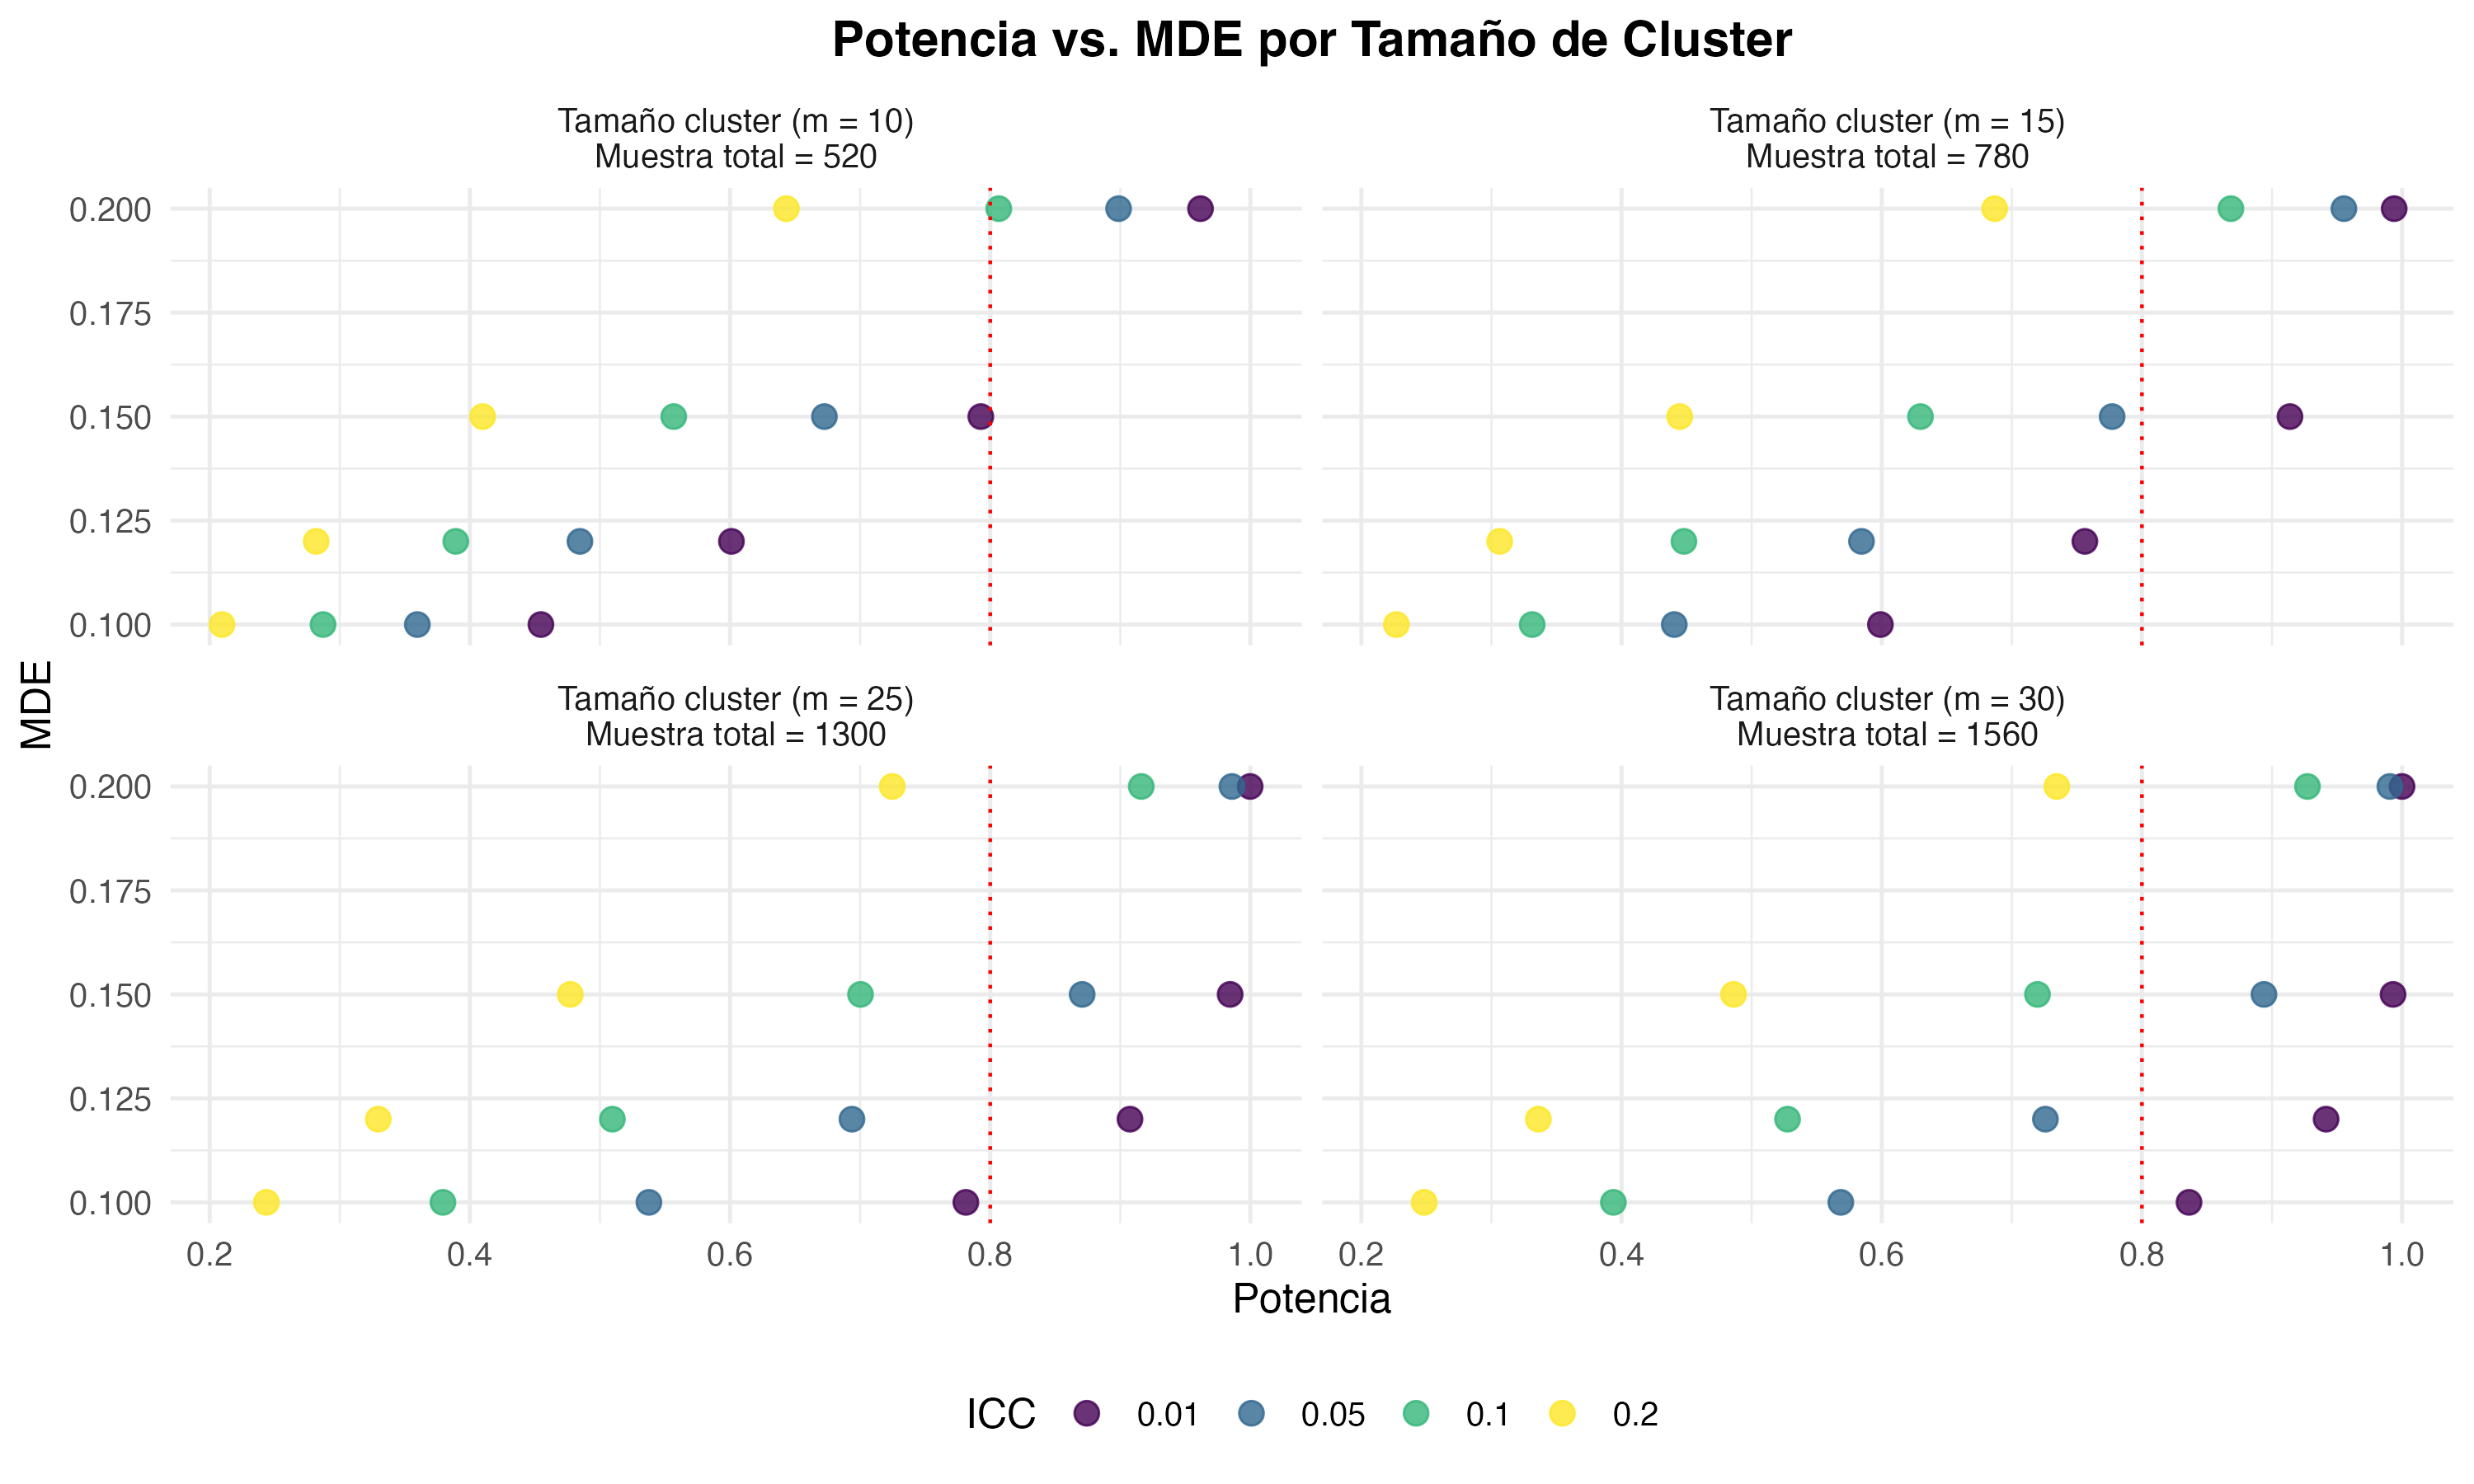 Potencia vs. MDE por Tamaño de Cluster
Tamaño cluster (m = 10)
Muestra total = 520
Tamaño cluster (m = 15)
Muestra total = 780
0.200
0.175
0.150
0.125
0.100
MDE
Tamaño cluster (m = 25)
Muestra total = 1300
Tamaño cluster (m = 30)
Muestra total = 1560
0.200
0.175
0.150
0.125
0.100
0.2 0.4 0.6 0.8 1.0 0.2 0.4 0.6 0.8 1.0
Potencia
ICC 0.01 0.05 0.1 0.2